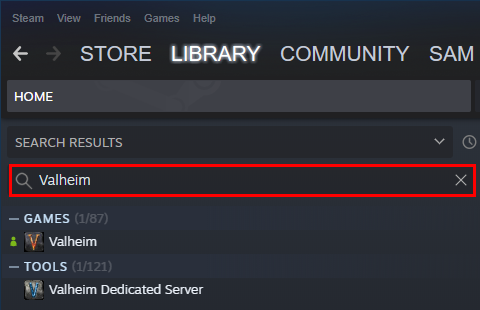 Steam View Friends Games Help
STORE LIBRARY COMMUNITY SAM
HOME
SEARCH RESULTS
Valheim
GAMES (1/87)
Valheim
TOOLS (1/121)
Valheim Dedicated Server